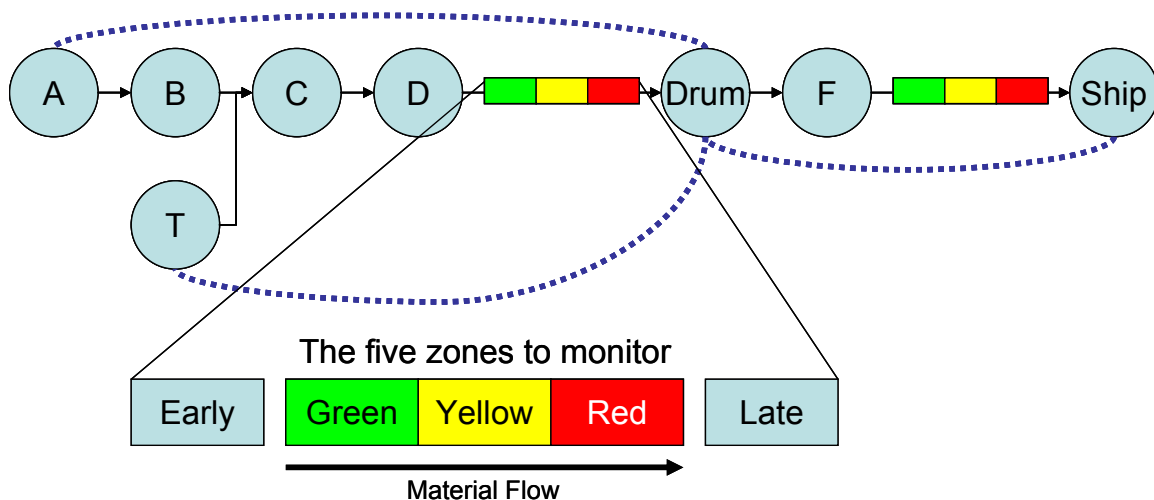 A
B
C
D
Drum
F
Ship
T
The five zones to monitor
Early
Green
Yellow
Red
Late
Material Flow